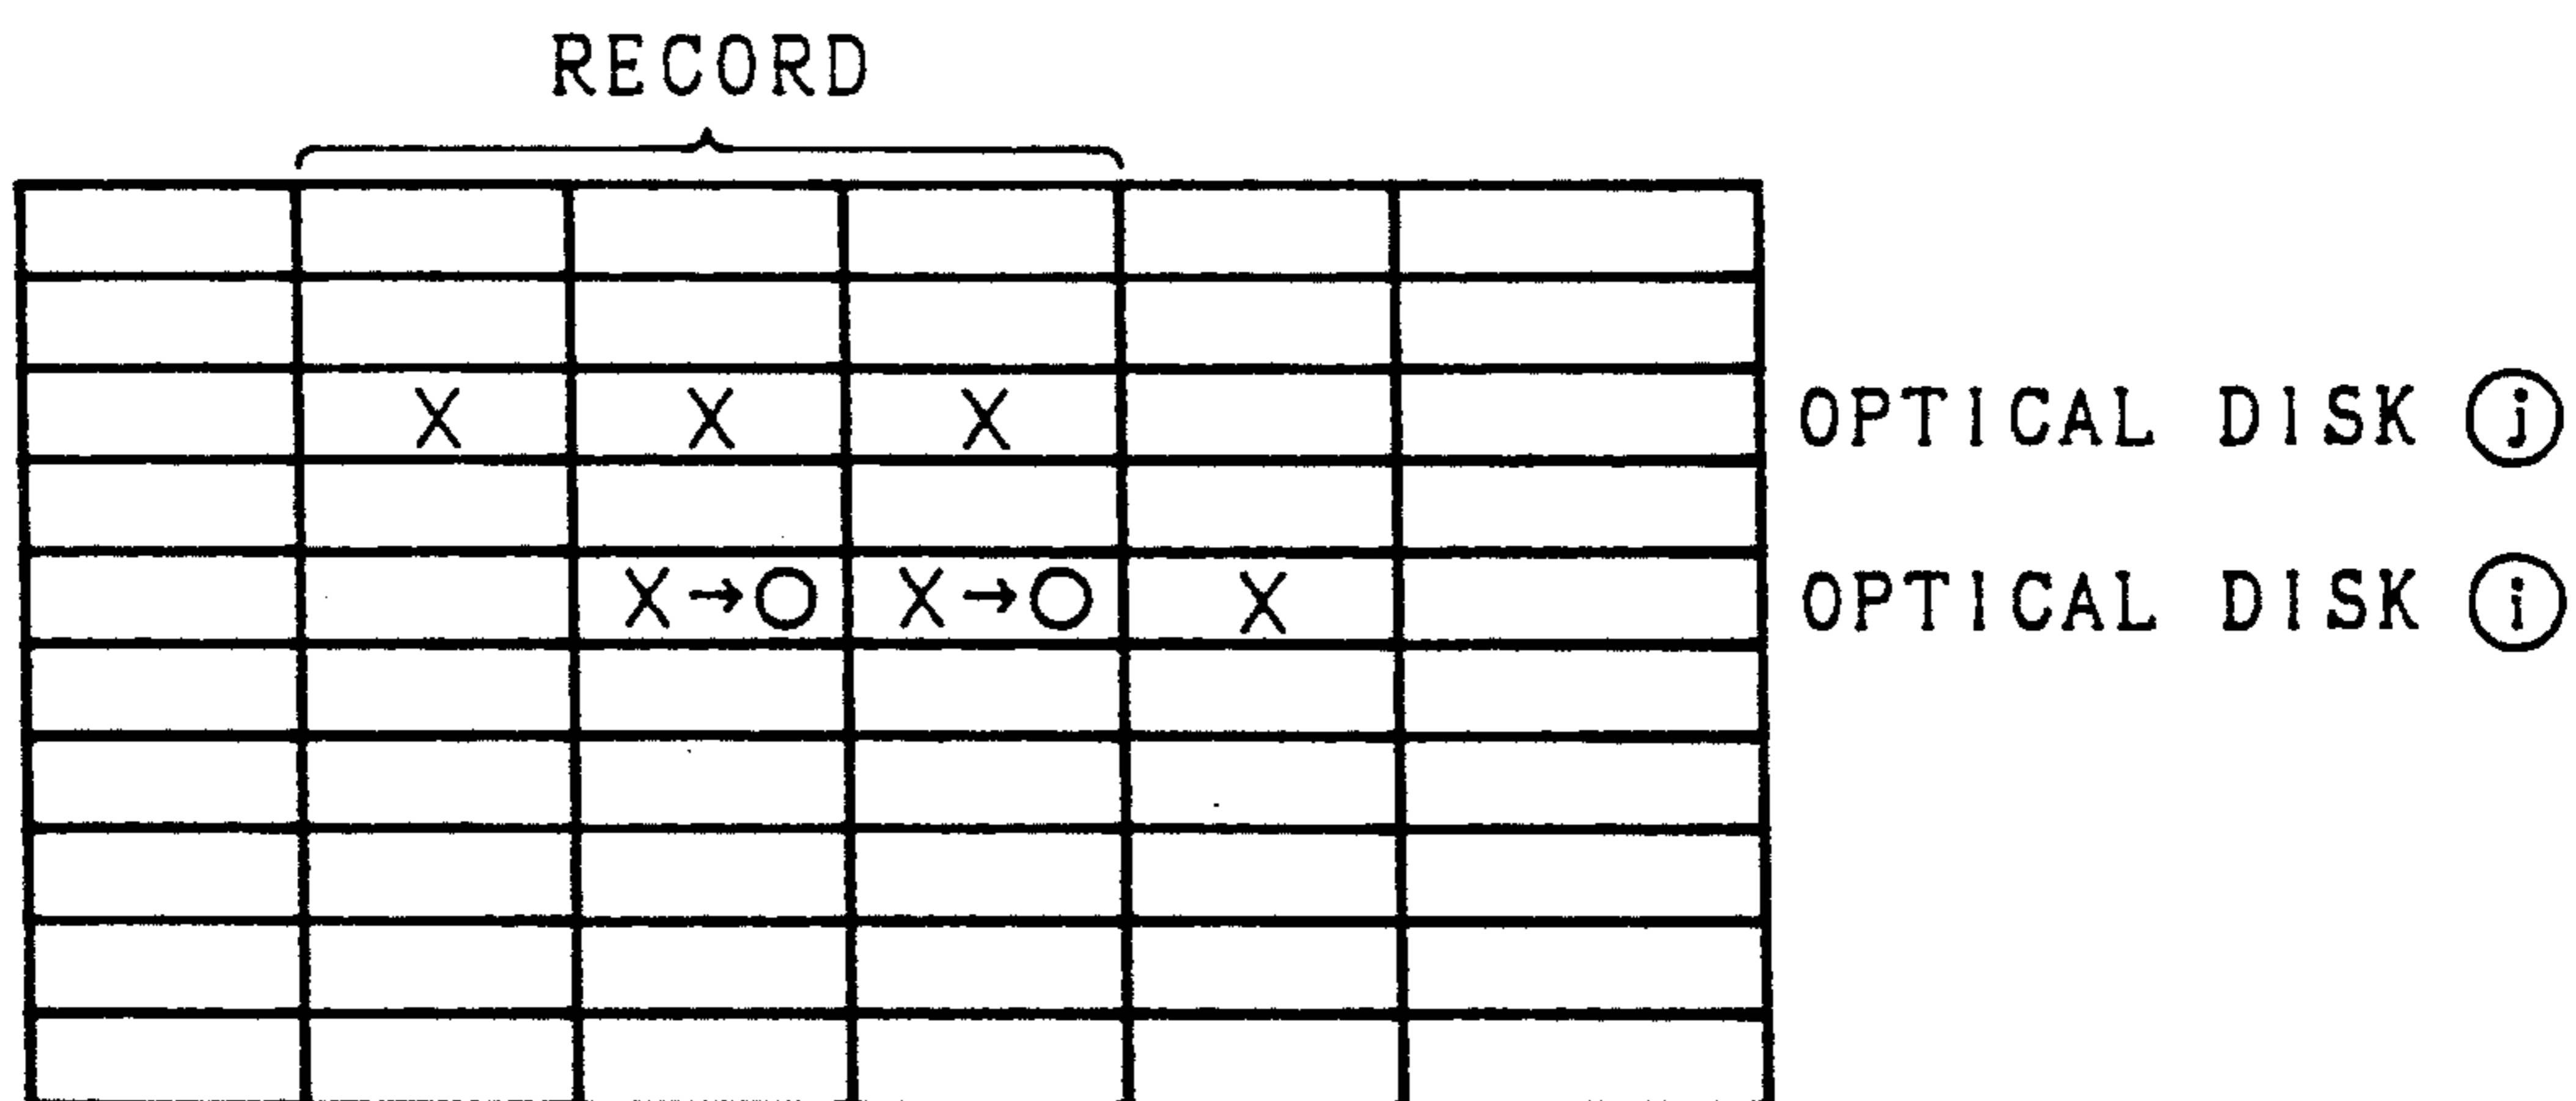 RECORD
X X X OPTICAL DISK ⓙ
X→○ X→○ X OPTICAL DISK ⓘ